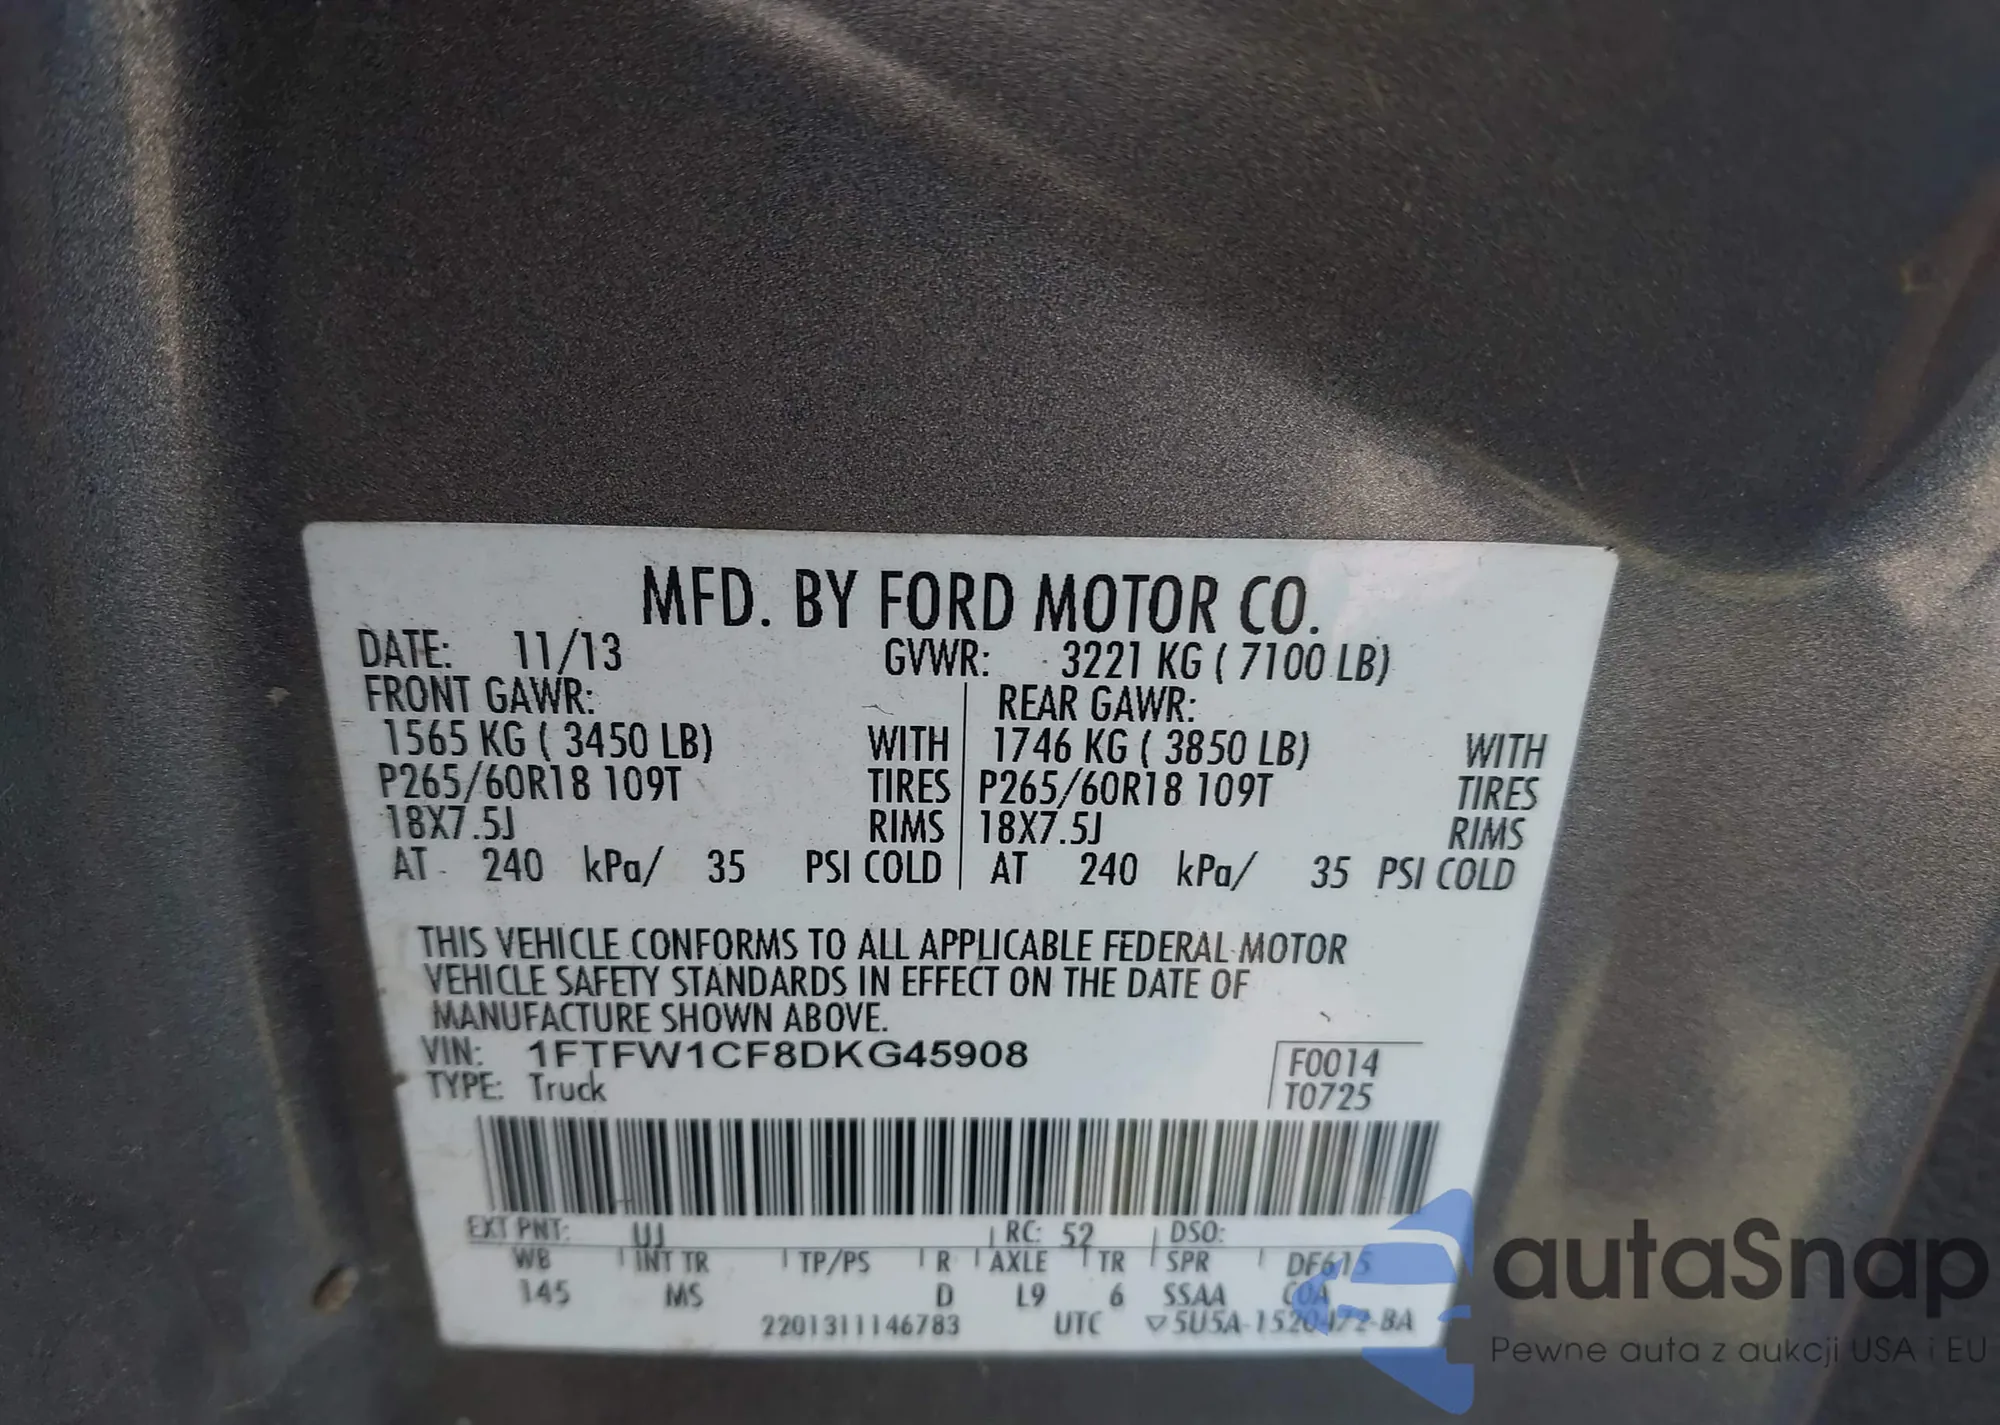 MFD. BY FORD MOTOR CO.
DATE: 11/13 GVWR: 3221 KG ( 7100 LB)
FRONT GAWR: REAR GAWR:
1565 KG ( 3450 LB) WITH 1746 KG ( 3850 LB) WITH
P265/60R18 109T TIRES P265/60R18 109T TIRES
18X7.5J RIMS 18X7.5J RIMS
AT 240 kPa/ 35 PSI COLD AT 240 kPa/ 35 PSI COLD
THIS VEHICLE CONFORMS TO ALL APPLICABLE FEDERAL MOTOR
VEHICLE SAFETY STANDARDS IN EFFECT ON THE DATE OF
MANUFACTURE SHOWN ABOVE.
VIN: 1FTFW1CF8DKG45908
TYPE: Truck
F0014
T0725
EXT PNT: UJ RC: 52 DSO:
WB INT TR TP/PS R AXLE TR SPR DF615
145 MS D L9 6 SSAA COA
2201311146783 UTC ▽5U5A-1520472-BA
autaSnap
Pewne auta z aukcji USA i EU